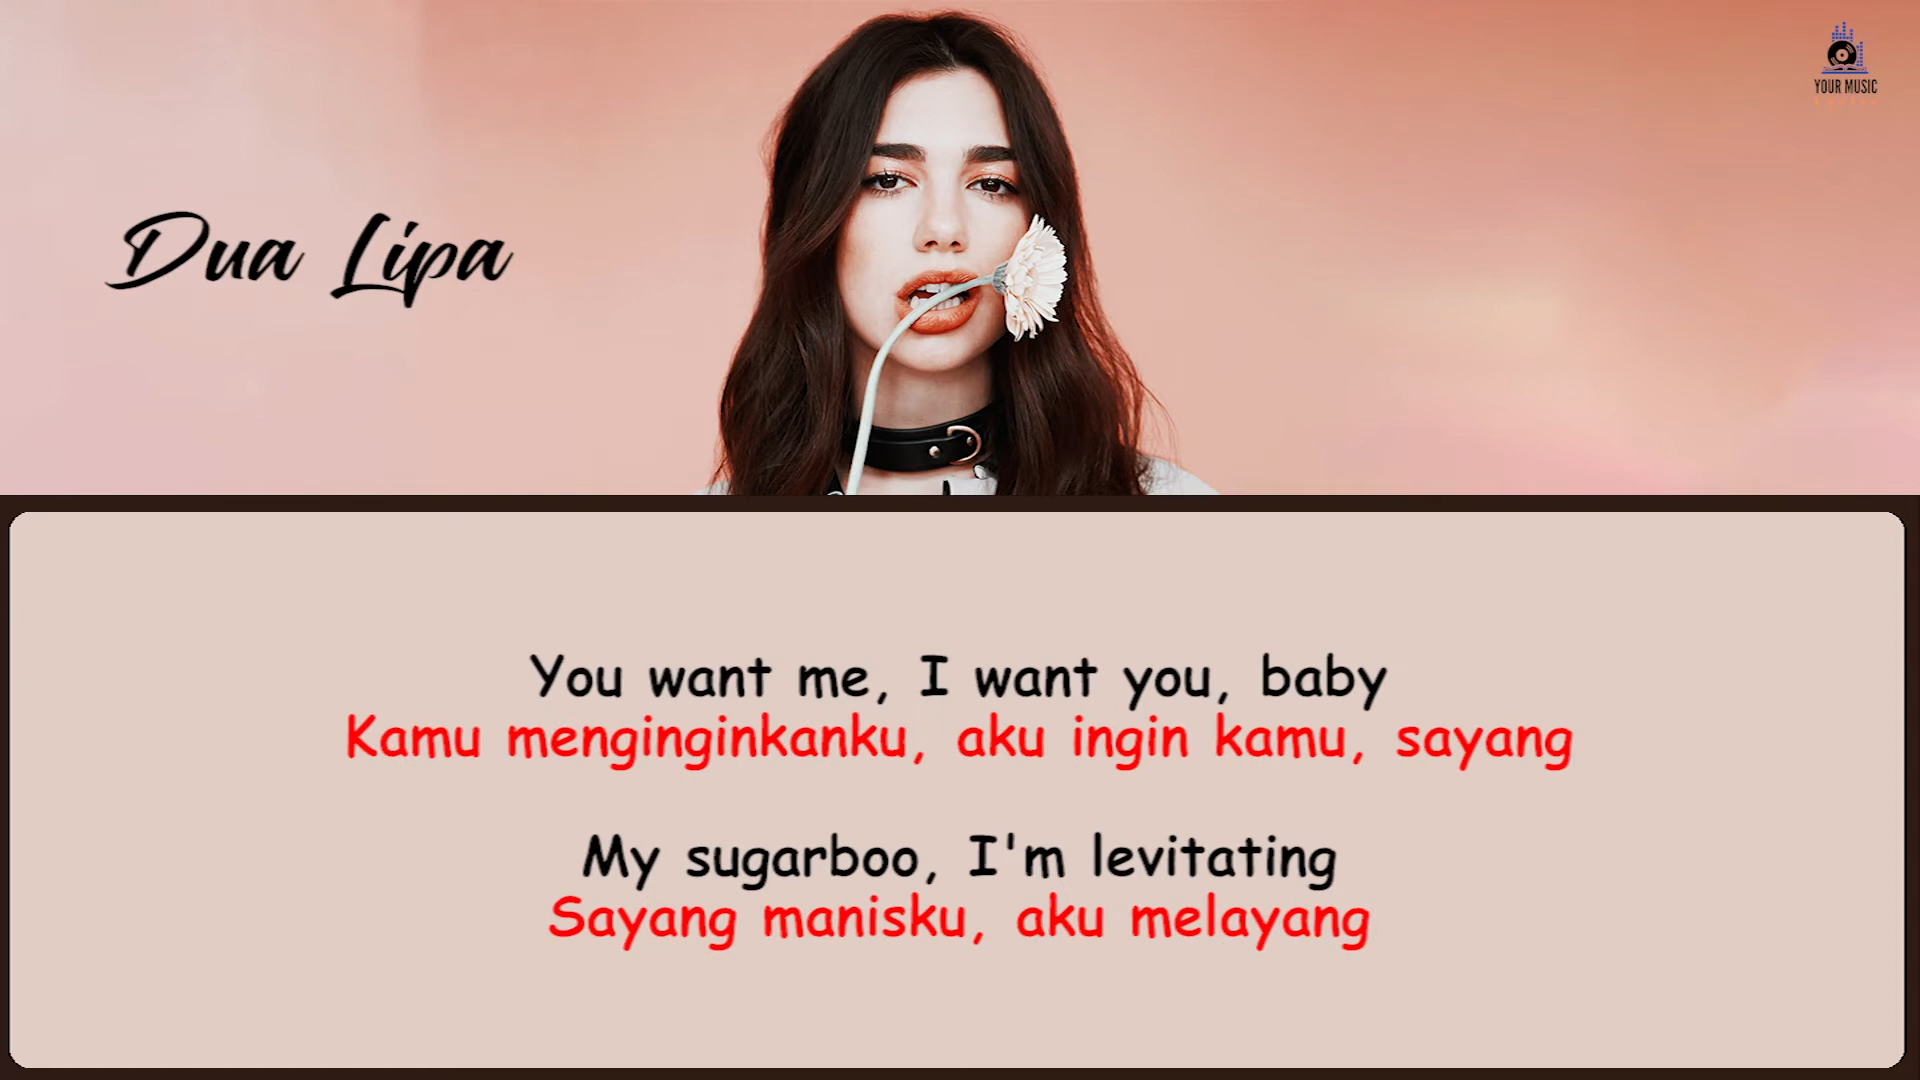 YOUR MUSIC
Dua Lipa
You want me, I want you, baby
Kamu menginginkanku, aku ingin kamu, sayang
My sugarboo, I'm levitating
Sayang manisku, aku melayang